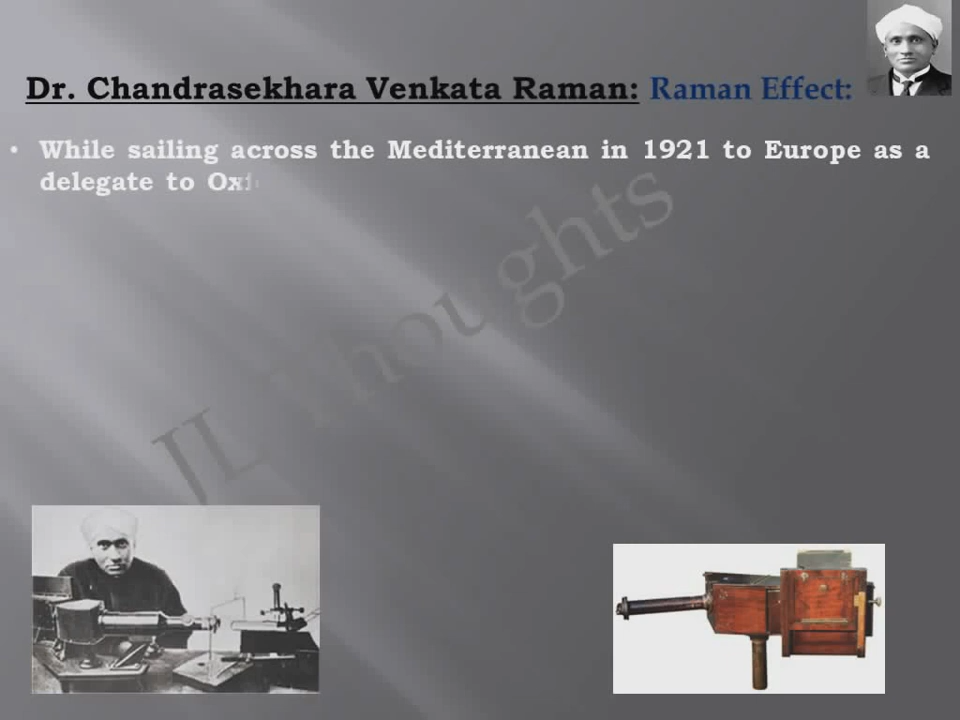 Dr. Chandrasekhara Venkata Raman: Raman Effect:
• While sailing across the Mediterranean in 1921 to Europe as a
delegate to
JL Thoughts